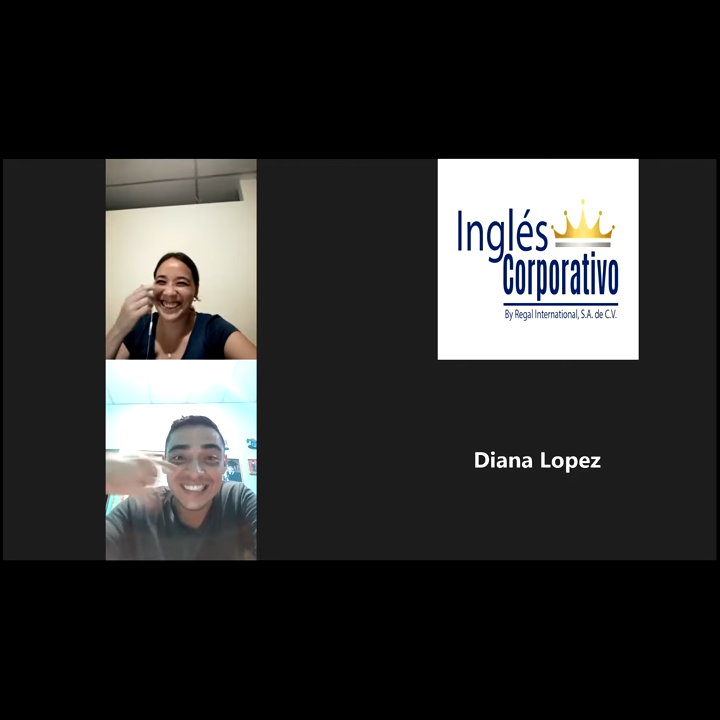 Inglés
Corporativo
By Regal International, S.A. de C.V.
Diana Lopez